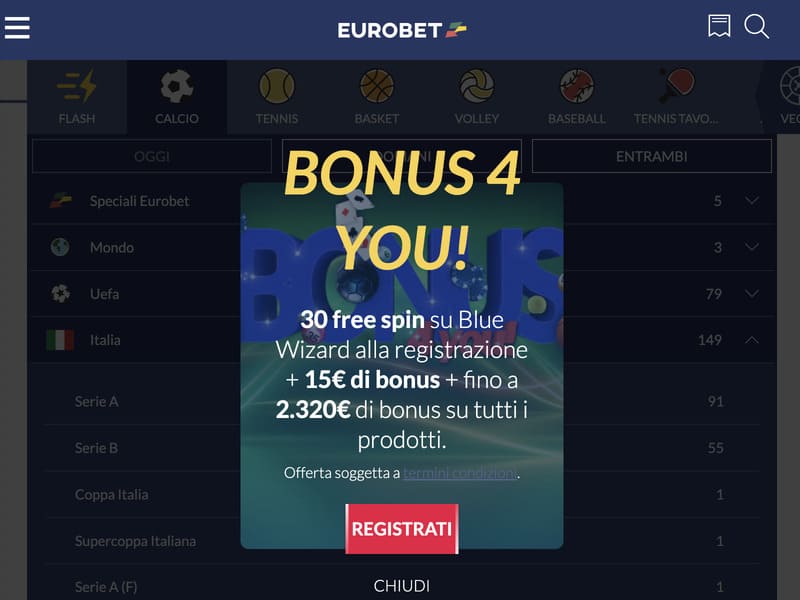 EUROBET
FLASH
CALCIO
TENNIS
BASKET
VOLLEY
BASEBALL
TENNIS TAVO...
OGGI
ENTRAMBI
BONUS 4
YOU!
Speciali Eurobet 5
Mondo 3
Uefa 79
Italia 149
BONUS
4 you!
30 free spin su Blue
Wizard alla registrazione
+ 15€ di bonus + fino a
2.320€ di bonus su tutti i
prodotti.
Offerta soggetta a termini condizioni.
REGISTRATI
CHIUDI
Serie A 91
Serie B 55
Coppa Italia 1
Supercoppa Italiana 1
Serie A (F) 1